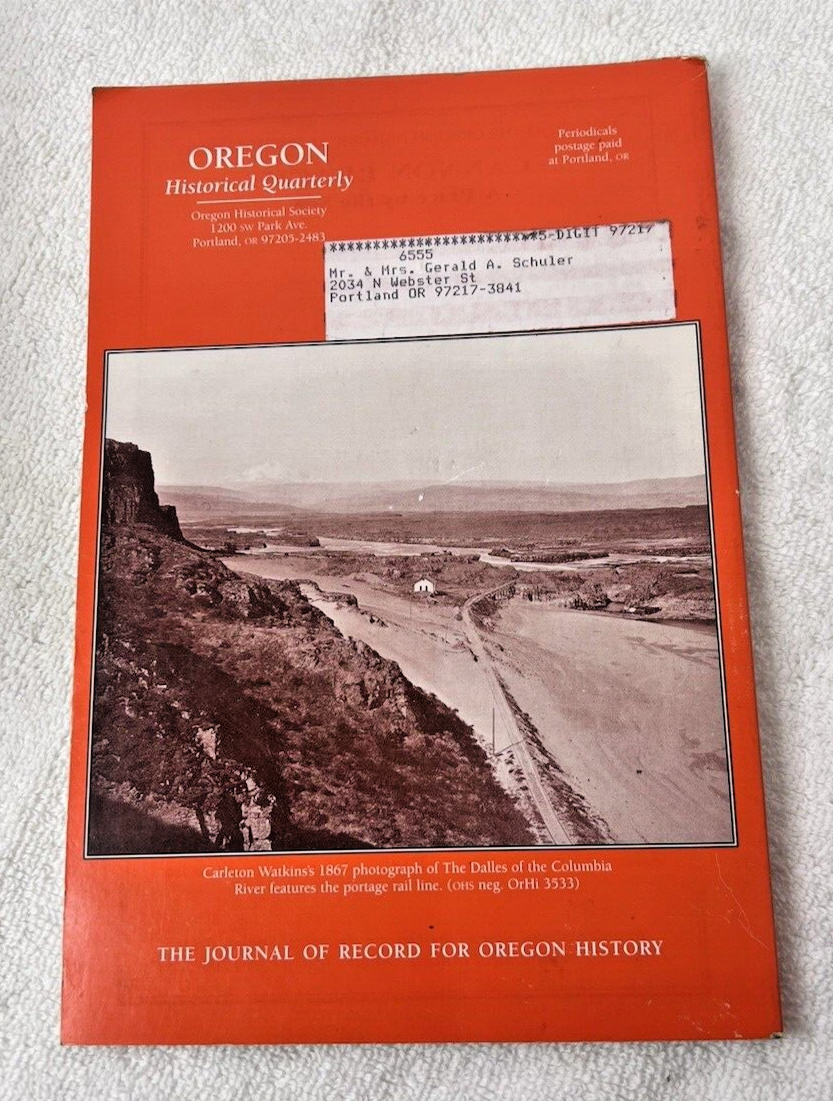 OREGON
Historical Quarterly
Oregon Historical Society
1200 SW Park Ave.
Portland, OR 97205-2483
Periodicals
postage paid
at Portland, OR
***********************5-DIGIT 97217
6555
Mr. & Mrs. Gerald A. Schuler
2034 N Webster St
Portland OR 97217-3841
Carleton Watkins's 1867 photograph of The Dalles of the Columbia
River features the portage rail line. (OHS neg. OrHi 3533)
THE JOURNAL OF RECORD FOR OREGON HISTORY